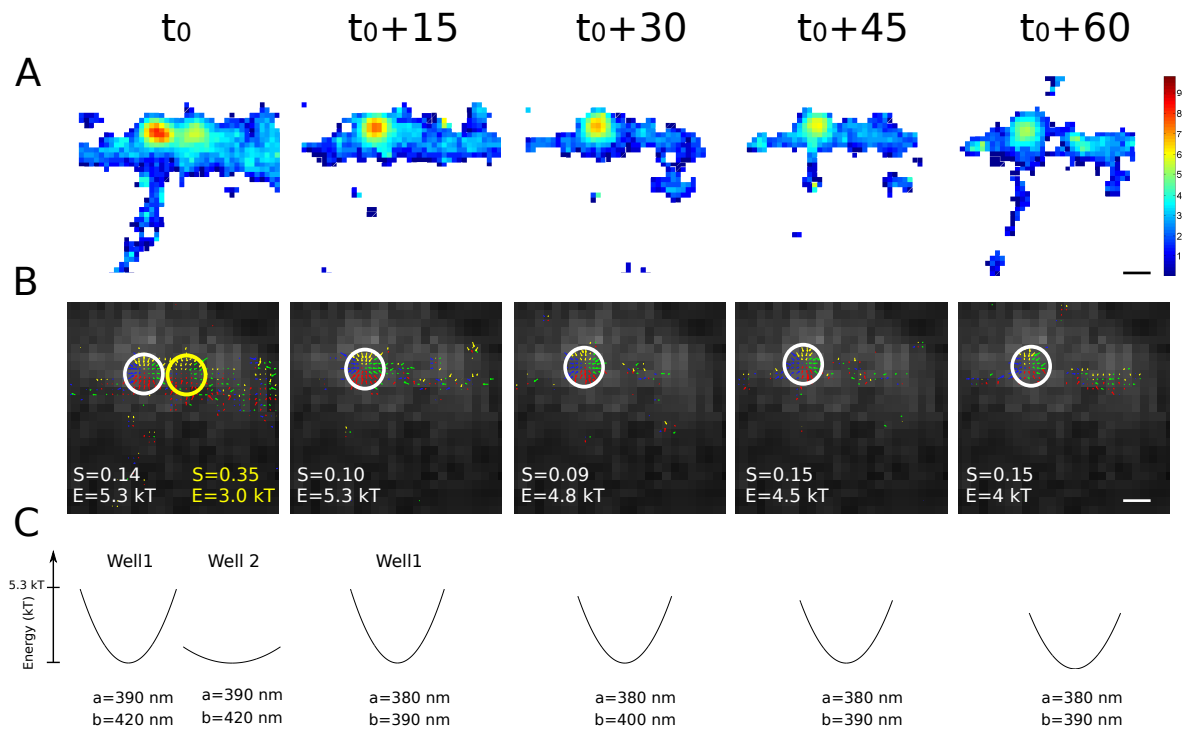 t0 t0+15 t0+30 t0+45 t0+60
A
9
8
7
6
5
4
3
2
1
B
S=0.14 S=0.35 S=0.10 S=0.09 S=0.15 S=0.15
E=5.3 kT E=3.0 kT E=5.3 kT E=4.8 kT E=4.5 kT E=4 kT
C
Well1 Well 2 Well1
5.3 kT
Energy (kT)
a=390 nm a=390 nm a=380 nm a=380 nm a=380 nm a=380 nm
b=420 nm b=420 nm b=390 nm b=400 nm b=390 nm b=390 nm